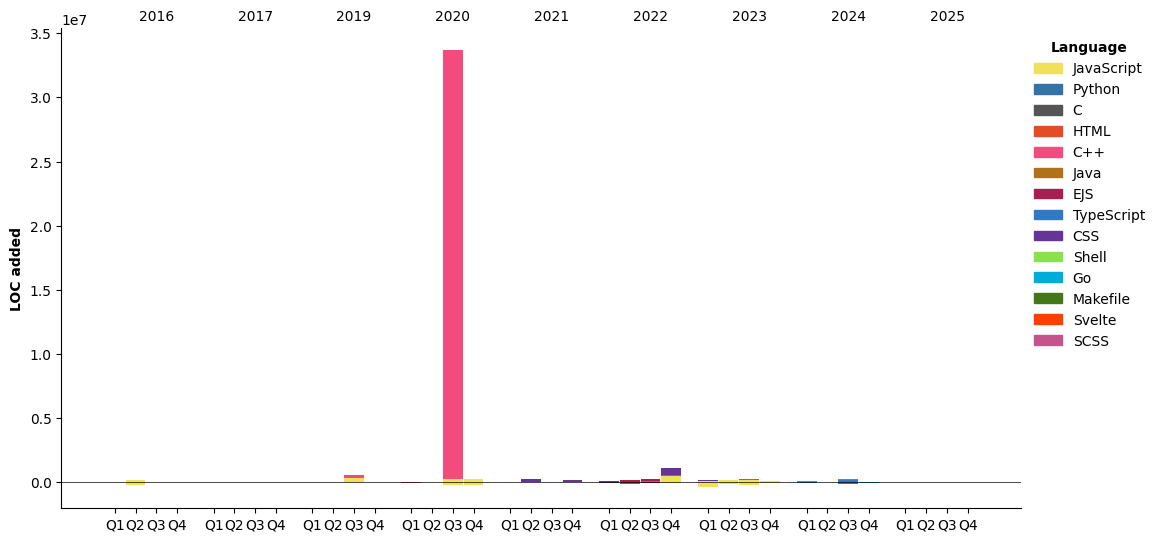 2016 2017 2019 2020 2021 2022 2023 2024 2025
1e7
3.5
3.0
2.5
2.0
1.5
1.0
0.5
0.0
LOC added
Q1 Q2 Q3 Q4 Q1 Q2 Q3 Q4 Q1 Q2 Q3 Q4 Q1 Q2 Q3 Q4 Q1 Q2 Q3 Q4 Q1 Q2 Q3 Q4 Q1 Q2 Q3 Q4 Q1 Q2 Q3 Q4 Q1 Q2 Q3 Q4
Language
JavaScript
Python
C
HTML
C++
Java
EJS
TypeScript
CSS
Shell
Go
Makefile
Svelte
SCSS